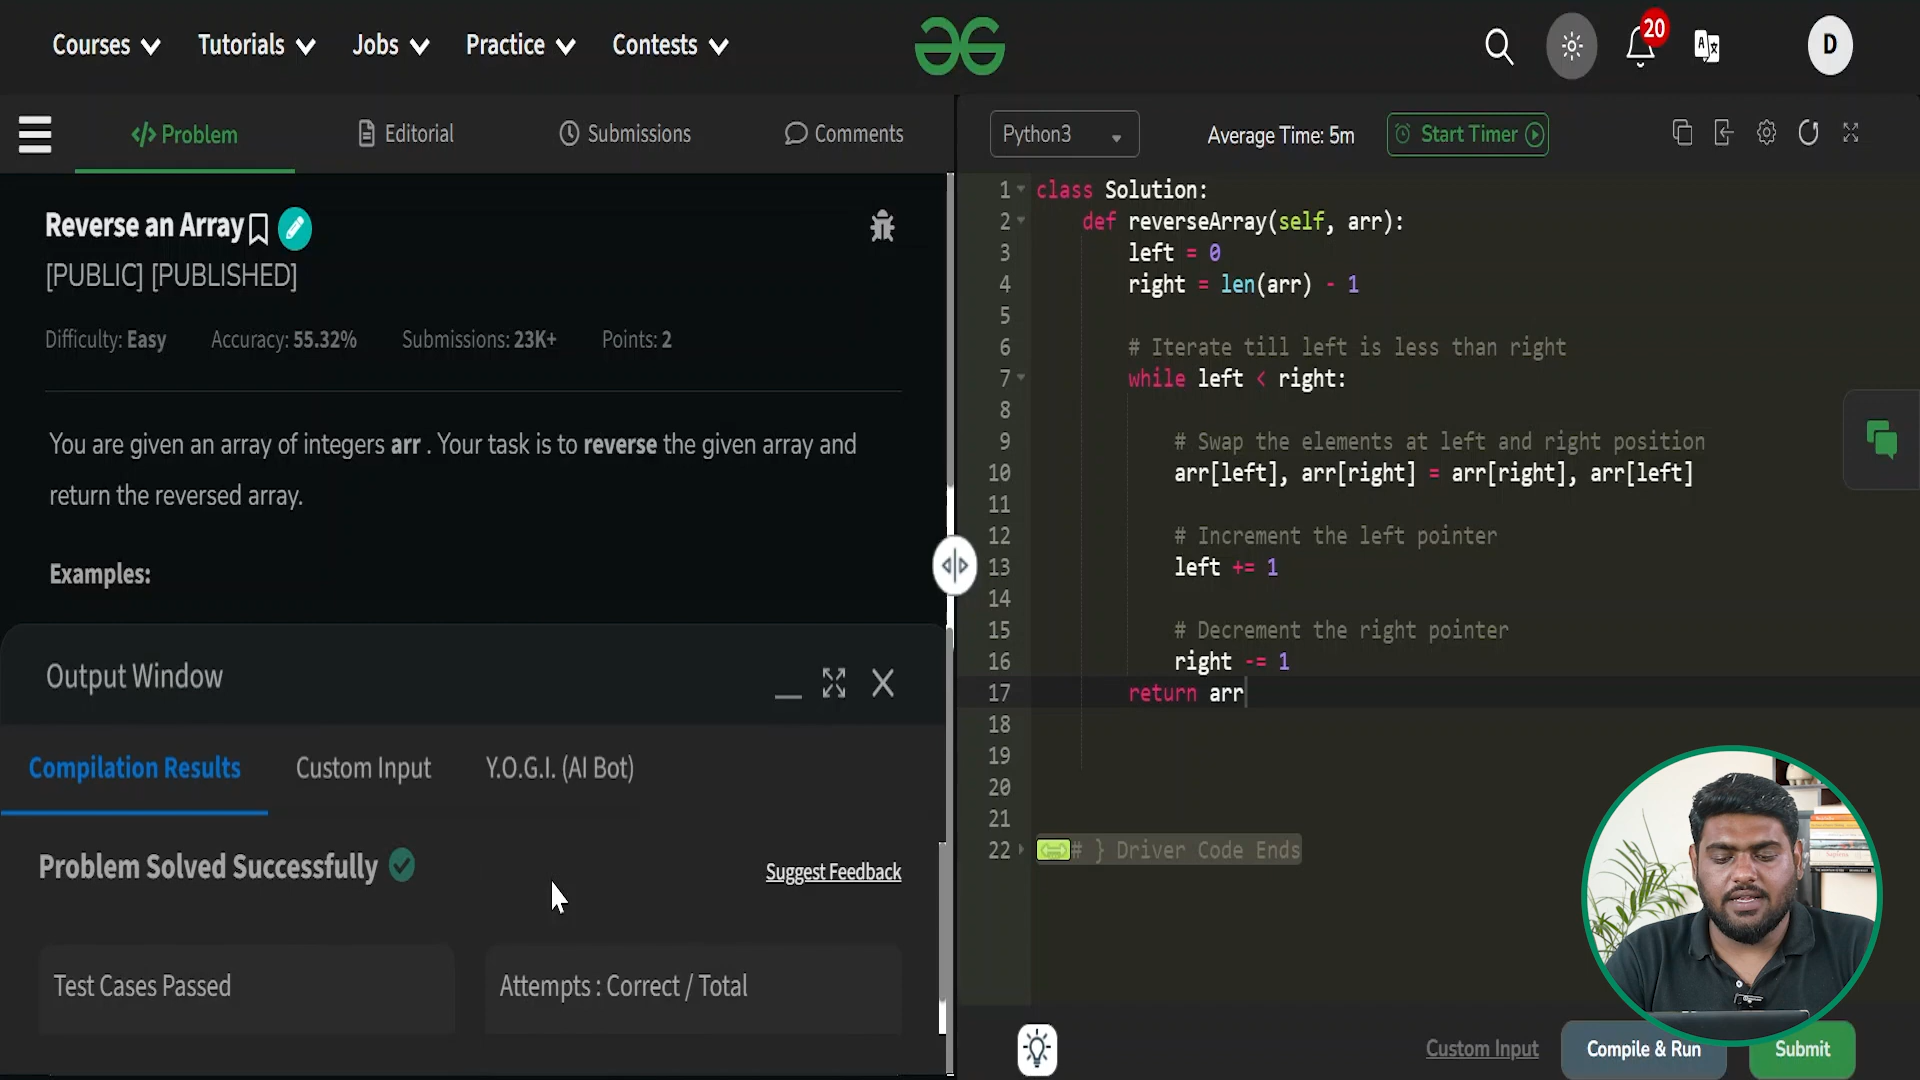 Courses Tutorials Jobs Practice Contests 20 D
Problem Editorial Submissions Comments
Python3 Average Time: 5m Start Timer
Reverse an Array
[PUBLIC] [PUBLISHED]
Difficulty: Easy Accuracy: 55.32% Submissions: 23K+ Points: 2
You are given an array of integers arr . Your task is to reverse the given array and
return the reversed array.
Examples:
Output Window
Compilation Results Custom Input Y.O.G.I. (AI Bot)
Problem Solved Successfully Suggest Feedback
Test Cases Passed Attempts : Correct / Total
1 class Solution:
2 def reverseArray(self, arr):
3 left = 0
4 right = len(arr) - 1
5
6 # Iterate till left is less than right
7 while left < right:
8
9 # Swap the elements at left and right position
10 arr[left], arr[right] = arr[right], arr[left]
11
12 # Increment the left pointer
13 left += 1
14
15 # Decrement the right pointer
16 right -= 1
17 return arr
18
19
20
21
22 # } Driver Code Ends
Custom Input Compile & Run Submit